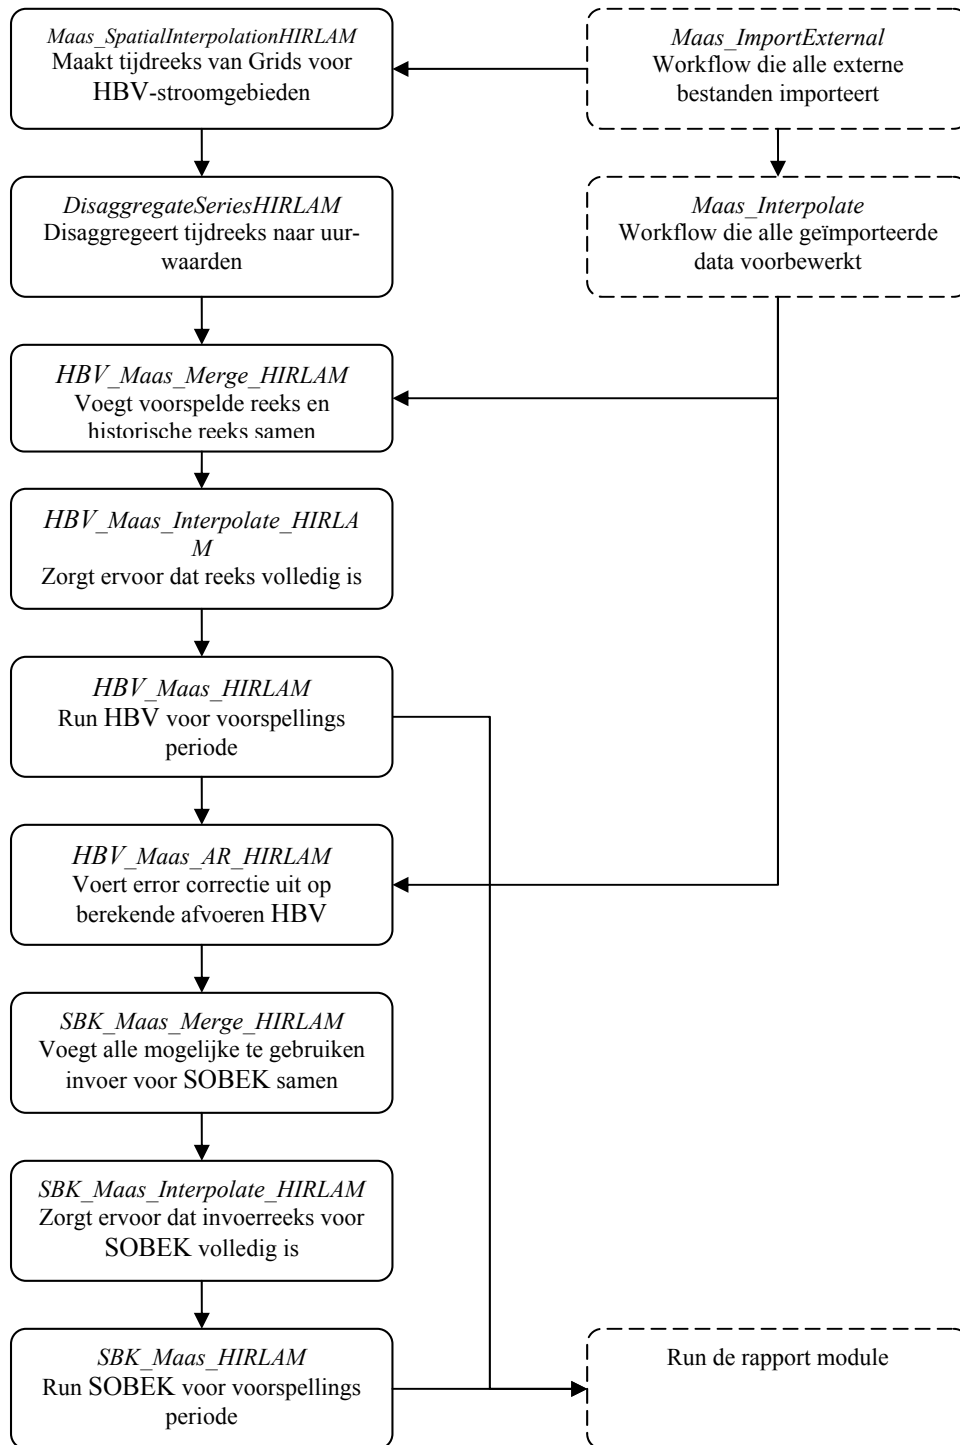 Maas_SpatialInterpolationHIRLAM
Maakt tijdreeks van Grids voor
HBV-stroomgebieden
Maas_ImportExternal
Workflow die alle externe
bestanden importeert
DisaggregateSeriesHIRLAM
Disaggregeert tijdreeks naar uur-
waarden
Maas_Interpolate
Workflow die alle geïmporteerde
data voorbewerkt
HBV_Maas_Merge_HIRLAM
Voegt voorspelde reeks en
historische reeks samen
HBV_Maas_Interpolate_HIRLA
M
Zorgt ervoor dat reeks volledig is
HBV_Maas_HIRLAM
Run HBV voor voorspellings
periode
HBV_Maas_AR_HIRLAM
Voert error correctie uit op
berekende afvoeren HBV
SBK_Maas_Merge_HIRLAM
Voegt alle mogelijke te gebruiken
invoer voor SOBEK samen
SBK_Maas_Interpolate_HIRLAM
Zorgt ervoor dat invoerreeks voor
SOBEK volledig is
SBK_Maas_HIRLAM
Run SOBEK voor voorspellings
periode
Run de rapport module